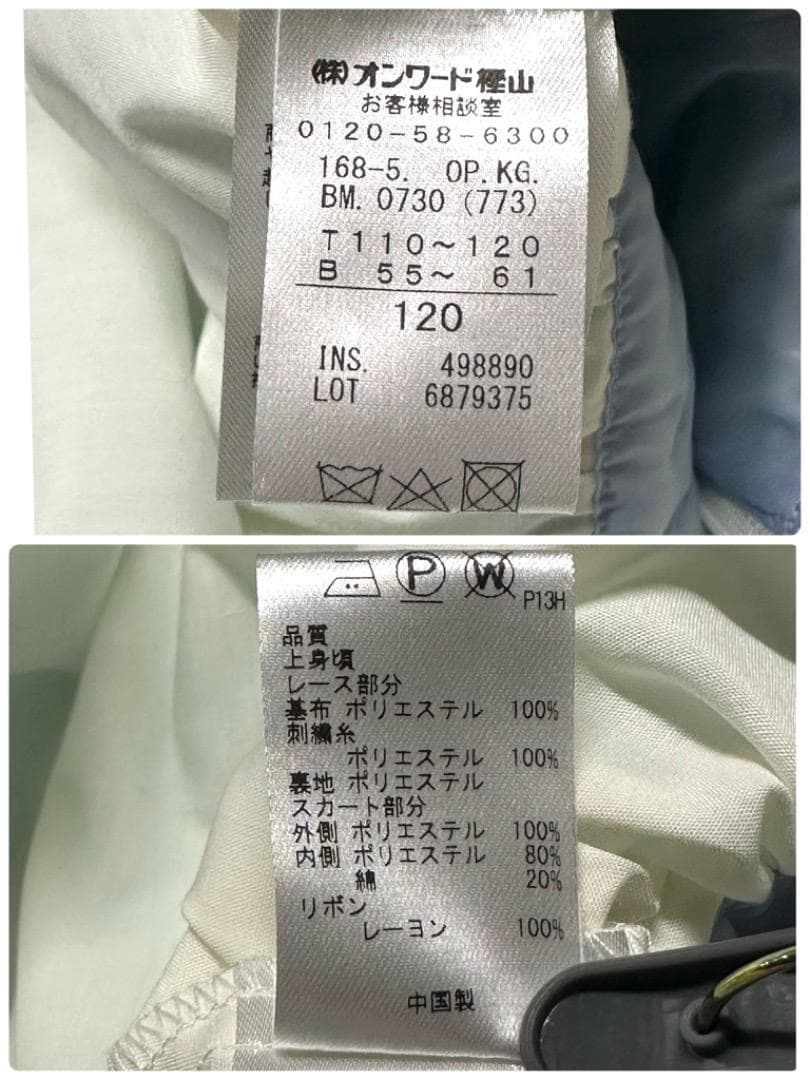 (株)オンワード樫山
お客様相談室
0120-58-6300
168-5. OP.KG.
BM. 0730 (773)
T110～120
B 55～ 61
120
INS. 498890
LOT 6879375
P W
P13H
品質
上身頃
レース部分
基布 ポリエステル 100%
刺繍糸
ポリエステル 100%
裏地 ポリエステル
スカート部分
外側 ポリエステル 100%
内側 ポリエステル 80%
綿 20%
リボン
レーヨン 100%
中国製